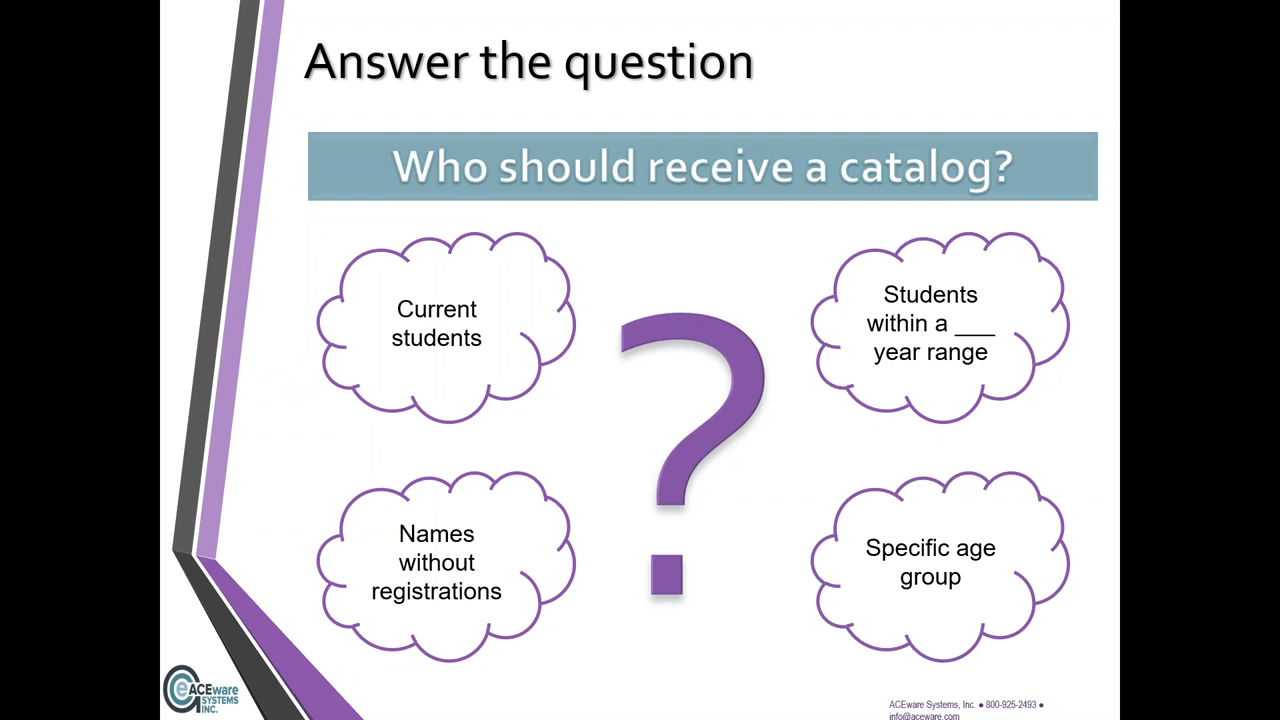 Answer the question
Who should receive a catalog?
Current
students
Students
within a ___
year range
Names
without
registrations
Specific age
group
ACEware
SYSTEMS
INC.
ACEware Systems, Inc. ● 800-925-2493 ●
info@aceware.com